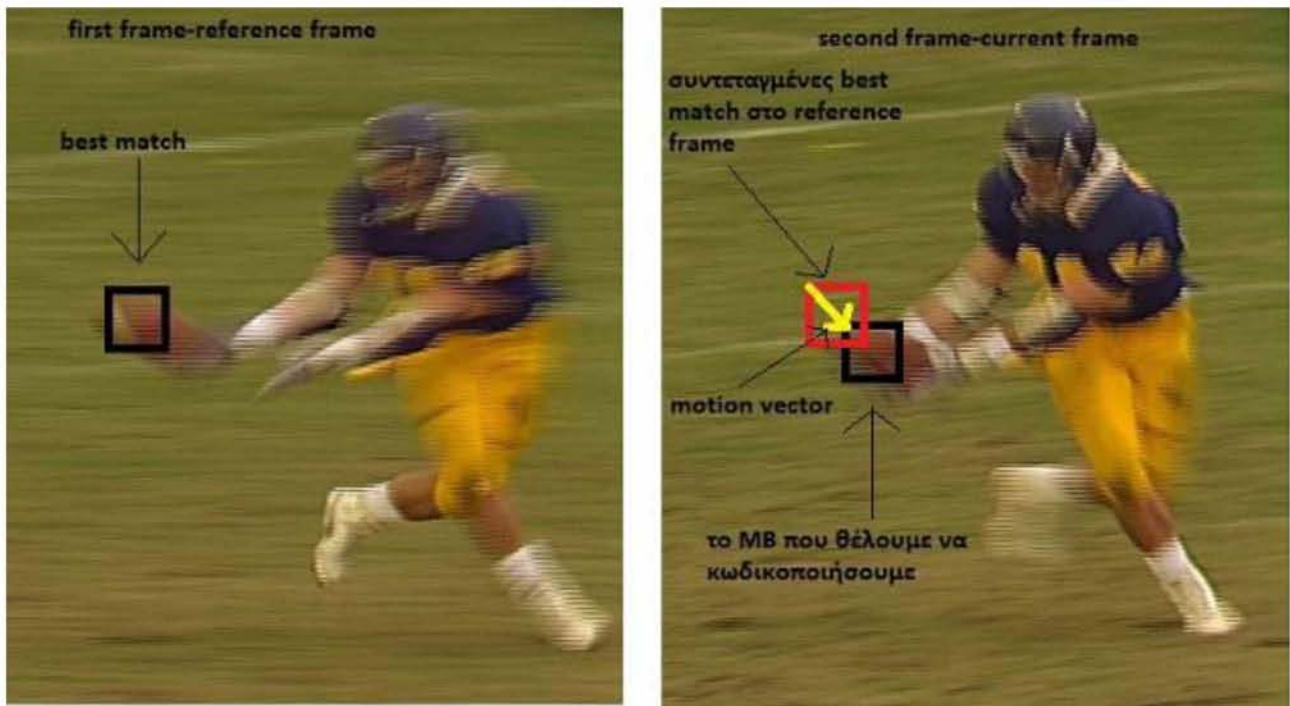 first frame-reference frame
best match
second frame-current frame
συντεταγμένες best
match στο reference
frame
motion vector
το MB που θέλουμε να
κωδικοποιήσουμε